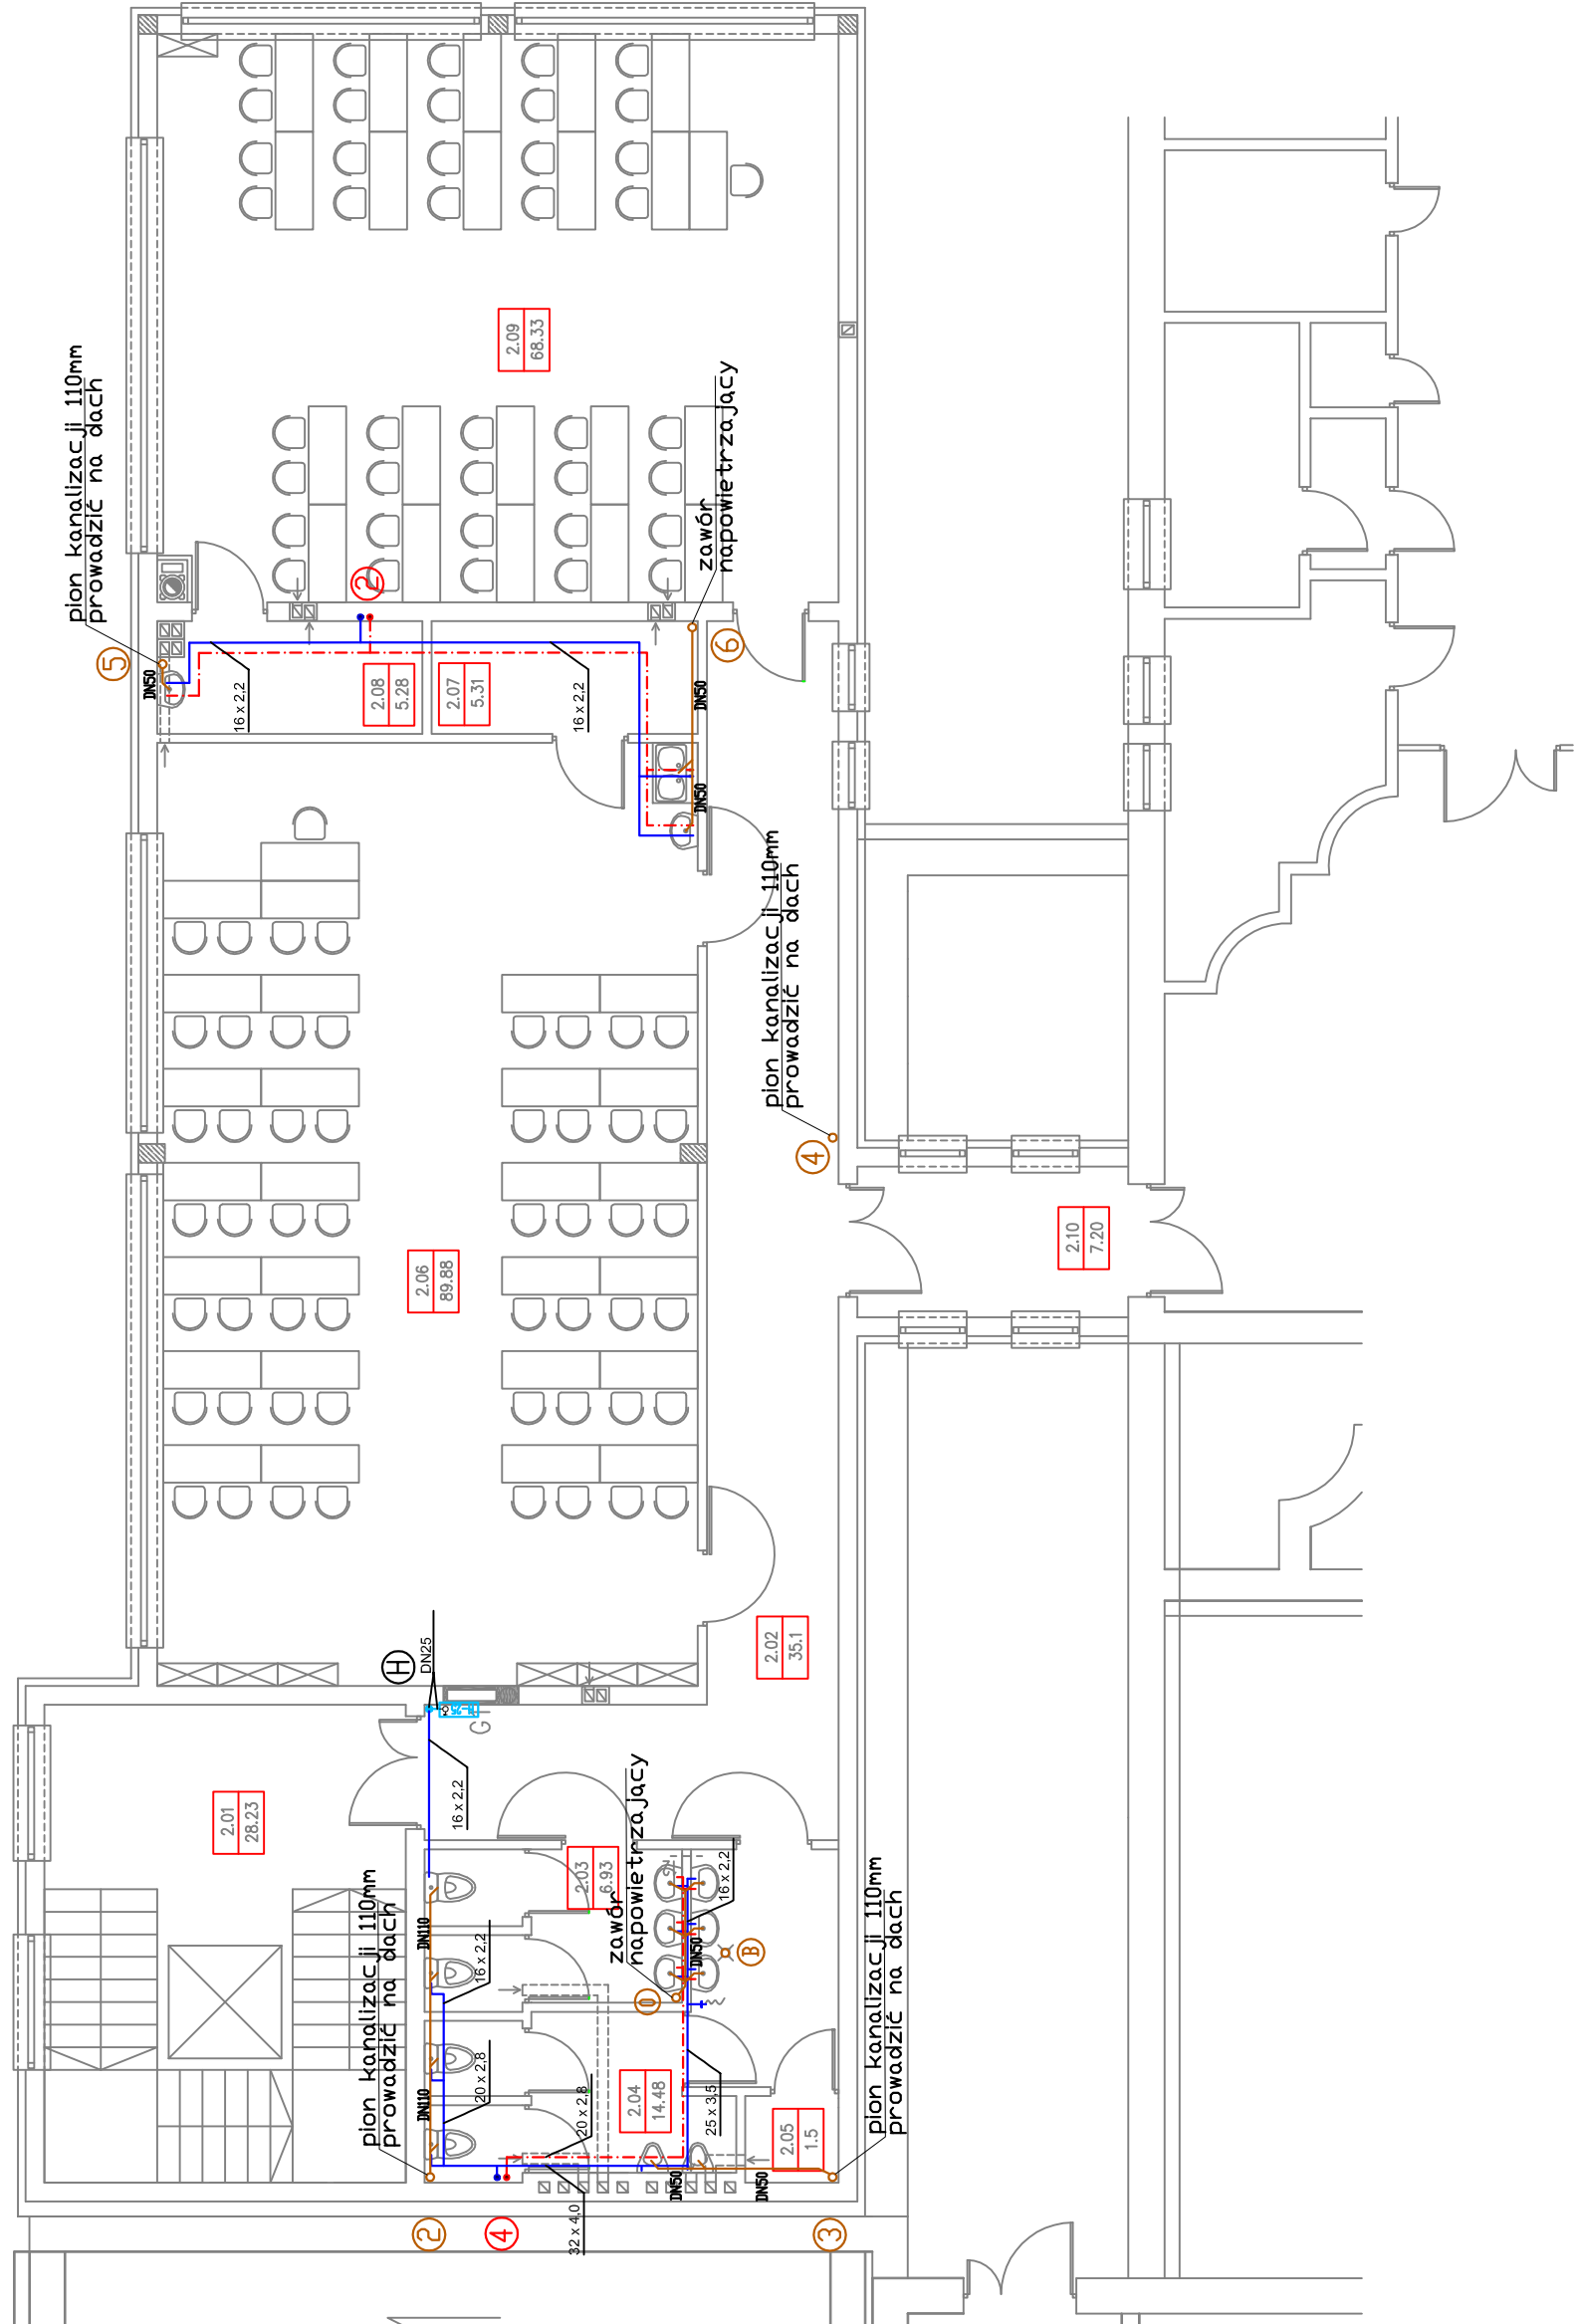 pion kanalizacji 110mm
prowadzić na dach
5
DN50
16 x 2,2
2
2.09
68.33
zawór
napowietrzający
6
2.08
5.28
2.07
5.31
16 x 2,2
DN50
DN50
pion kanalizacji 110mm
prowadzić na dach
4
2.06
89.88
2.10
7.20
2.02
35.1
H
DN25
H-25
G
2.01
28.23
16 x 2,2
pion kanalizacji 110mm
prowadzić na dach
DN110
16 x 2,2
2.03
6.93
zawór
napowietrzający
16 x 2,2
DN50
B
0
DN110
20 x 2,8
20 x 2,8
2.04
14.48
25 x 3,5
2.05
1.5
pion kanalizacji 110mm
prowadzić na dach
DN50
DN50
32 x 4,0
2
4
3